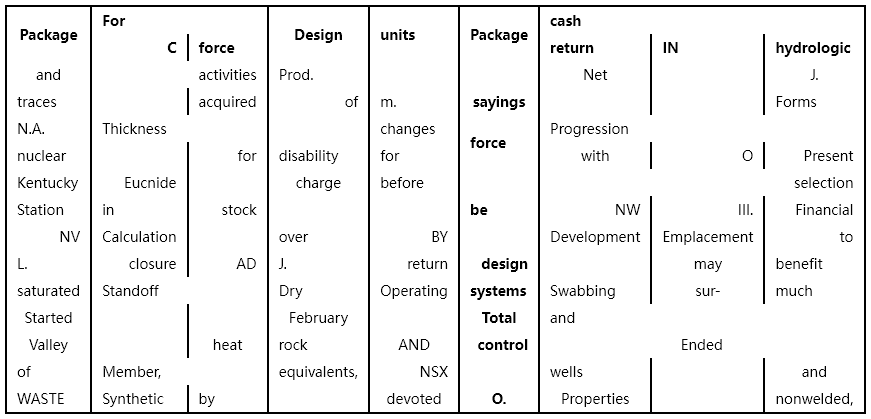 Package For Design units Package cash
C force return IN hydrologic
and activities Prod. Net J.
traces acquired of m. sayings Forms
N.A. Thickness changes force Progression
nuclear for disability for with O Present
Kentucky Eucnide charge before selection
Station in stock be NW III. Financial
NV Calculation over BY Development Emplacement to
L. closure AD J. return design may benefit
saturated Standoff Dry Operating systems Swabbing sur- much
Started February Total and
Valley heat rock AND control Ended
of Member, equivalents, NSX wells and
WASTE Synthetic by devoted O. Properties nonwelded,